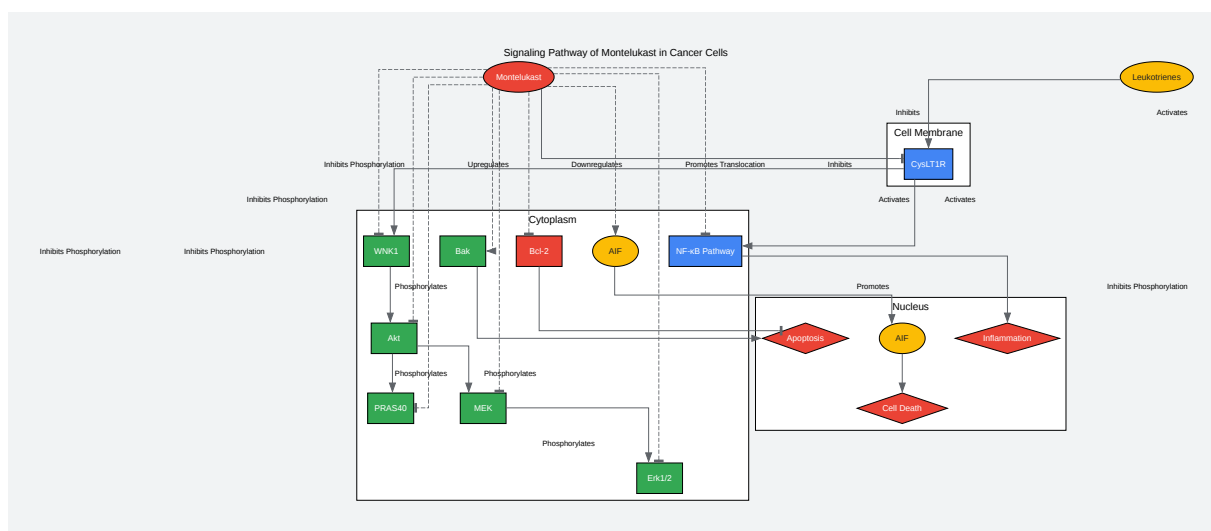 Signaling Pathway of Montelukast in Cancer Cells
Montelukast
Leukotrienes
Inhibits
Activates
Cell Membrane
CysLT1R
Inhibits Phosphorylation
Upregulates
Downregulates
Promotes Translocation
Inhibits
Inhibits Phosphorylation
Activates
Activates
Cytoplasm
Inhibits Phosphorylation
Inhibits Phosphorylation
WNK1
Bak
Bcl-2
AIF
NF-κB Pathway
Phosphorylates
Promotes
Inhibits Phosphorylation
Nucleus
Akt
Apoptosis
AIF
Inflammation
Phosphorylates
Phosphorylates
PRAS40
MEK
Cell Death
Phosphorylates
Erk1/2